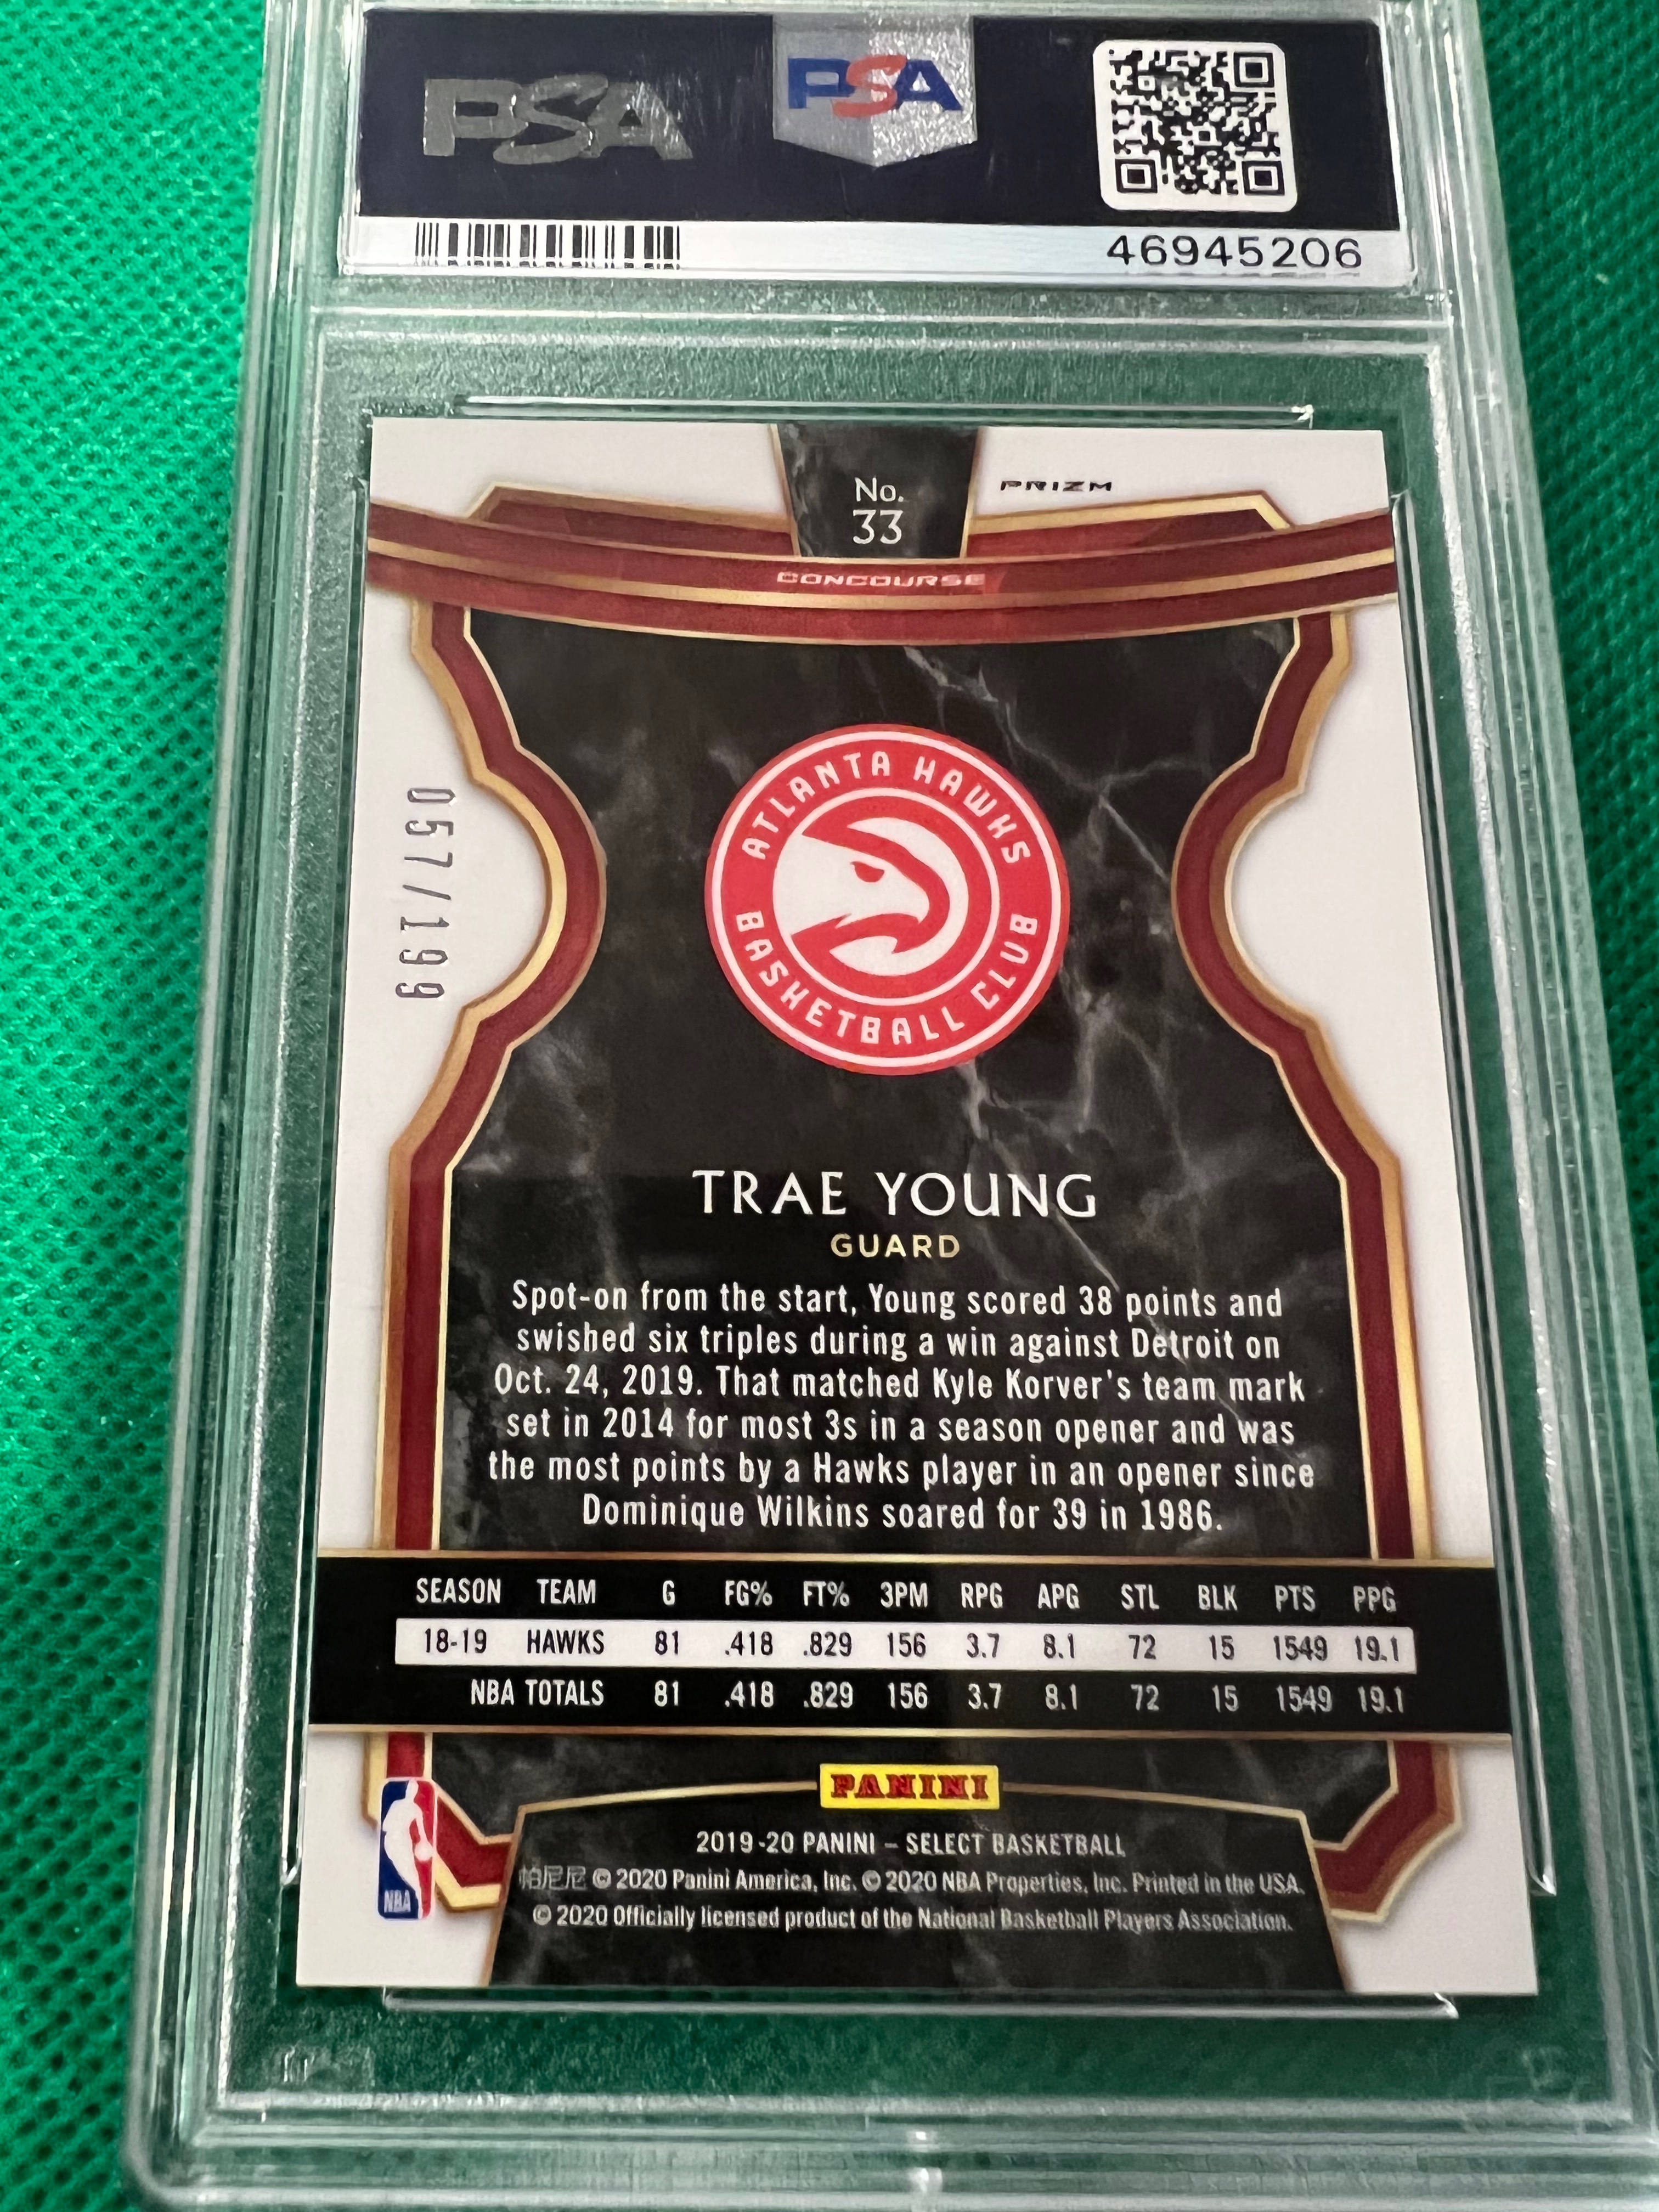 PSA
PSA
46945206
No.
33
PRIZM
CONCOURSE
057/199
ATLANTA HAWKS
BASKETBALL CLUB
TRAE YOUNG
GUARD
Spot-on from the start, Young scored 38 points and
swished six triples during a win against Detroit on
Oct. 24, 2019. That matched Kyle Korver's team mark
set in 2014 for most 3s in a season opener and was
the most points by a Hawks player in an opener since
Dominique Wilkins soared for 39 in 1986.
SEASON TEAM G FG% FT% 3PM RPG APG STL BLK PTS PPG
18-19 HAWKS 81 .418 .829 156 3.7 8.1 72 15 1549 19.1
NBA TOTALS 81 .418 .829 156 3.7 8.1 72 15 1549 19.1
PANINI
NBA
2019-20 PANINI – SELECT BASKETBALL
帕尼尼 © 2020 Panini America, Inc. © 2020 NBA Properties, Inc. Printed in the USA.
© 2020 Officially licensed product of the National Basketball Players Association.